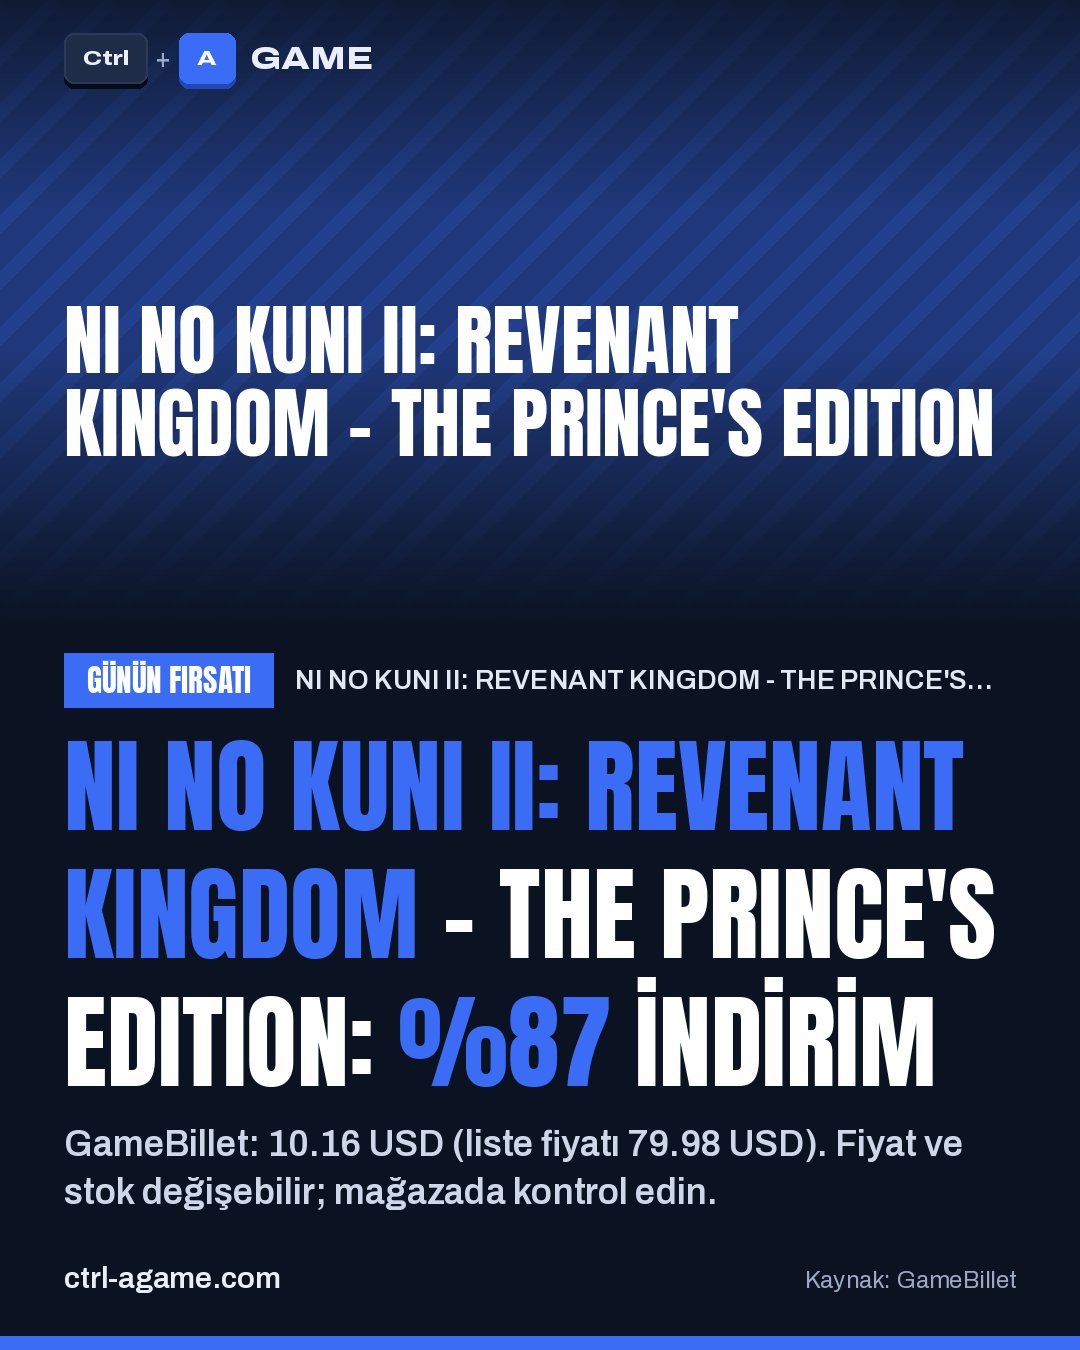 Ctrl + A GAME
NI NO KUNI II: REVENANT
KINGDOM - THE PRINCE'S EDITION
GÜNÜN FIRSATI NI NO KUNI II: REVENANT KINGDOM - THE PRINCE'S...
NI NO KUNI II: REVENANT
KINGDOM - THE PRINCE'S
EDITION: %87 İNDİRİM
GameBillet: 10.16 USD (liste fiyatı 79.98 USD). Fiyat ve
stok değişebilir; mağazada kontrol edin.
ctrl-agame.com Kaynak: GameBillet